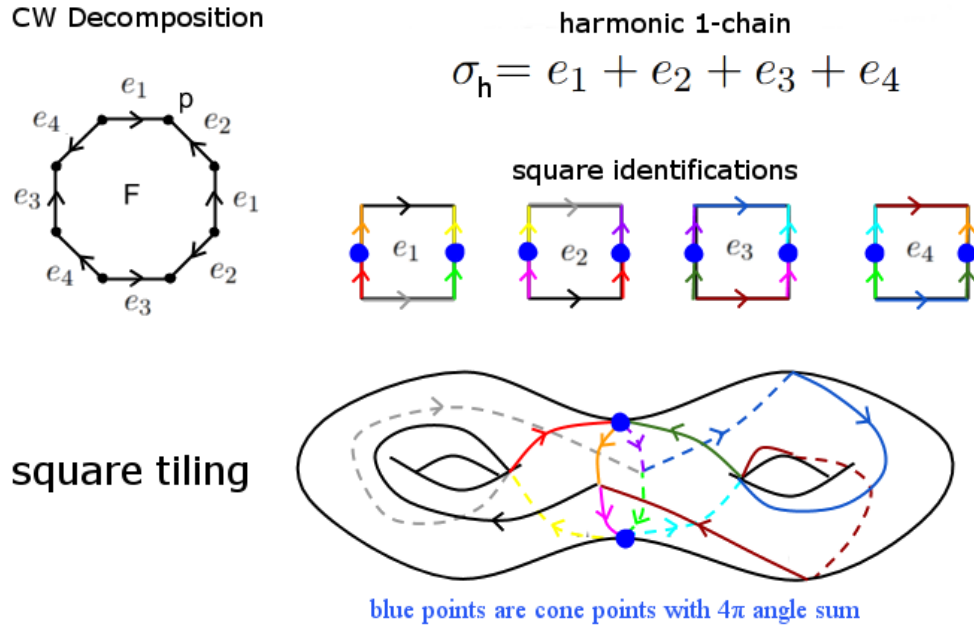 CW Decomposition
harmonic 1-chain
σₕ= e₁ + e₂ + e₃ + e₄
e₁
p
e₄
e₂
e₃
F
e₁
e₄
e₂
e₃
square identifications
e₁
e₂
e₃
e₄
square tiling
blue points are cone points with 4π angle sum